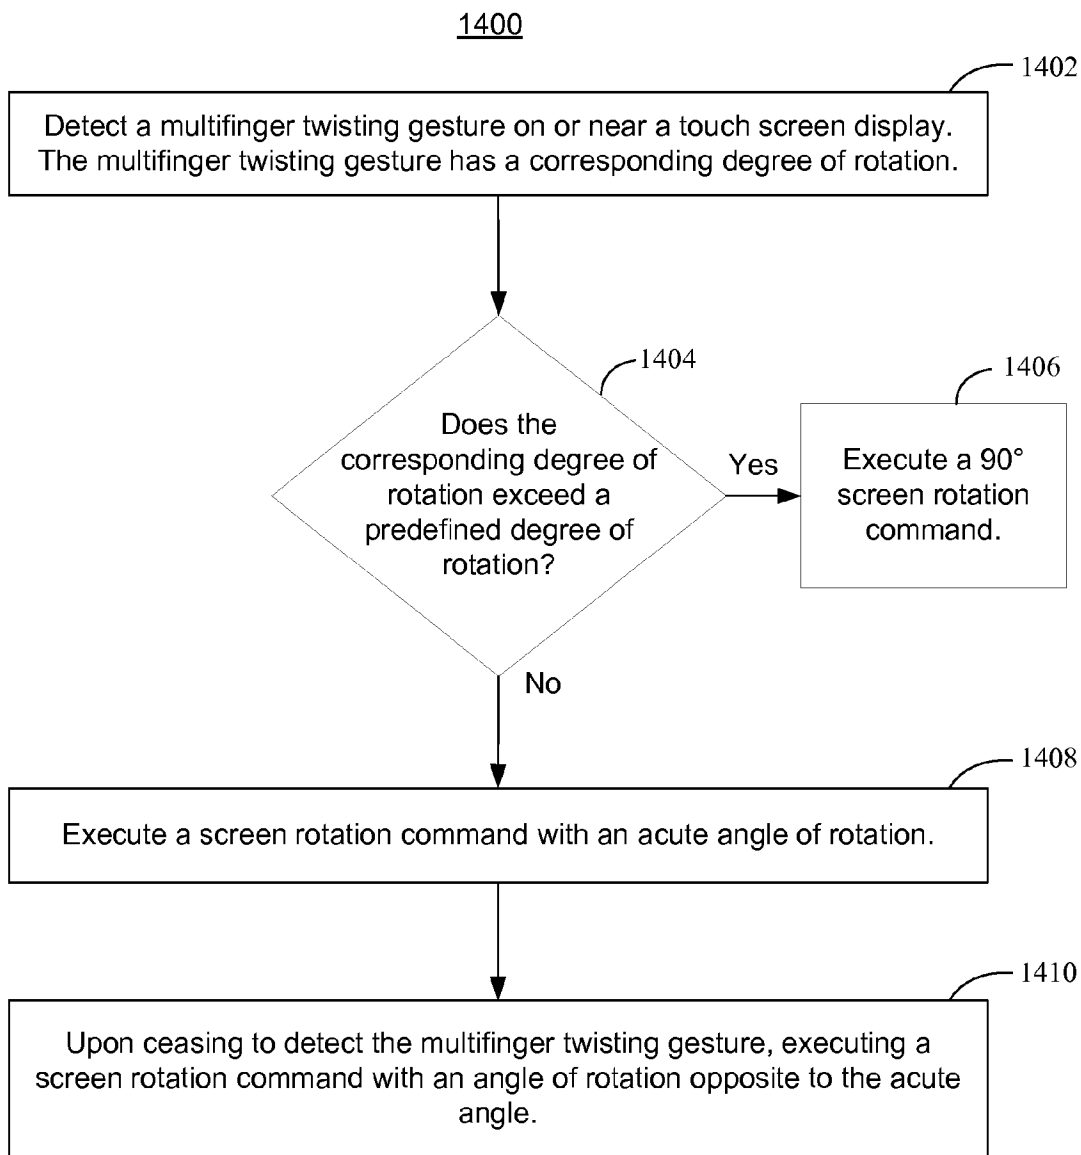 1400
1402
Detect a multifinger twisting gesture on or near a touch screen display.
The multifinger twisting gesture has a corresponding degree of rotation.
1404
Does the
corresponding degree of
rotation exceed a
predefined degree of
rotation?
Yes
1406
Execute a 90°
screen rotation
command.
No
1408
Execute a screen rotation command with an acute angle of rotation.
1410
Upon ceasing to detect the multifinger twisting gesture, executing a
screen rotation command with an angle of rotation opposite to the acute
angle.